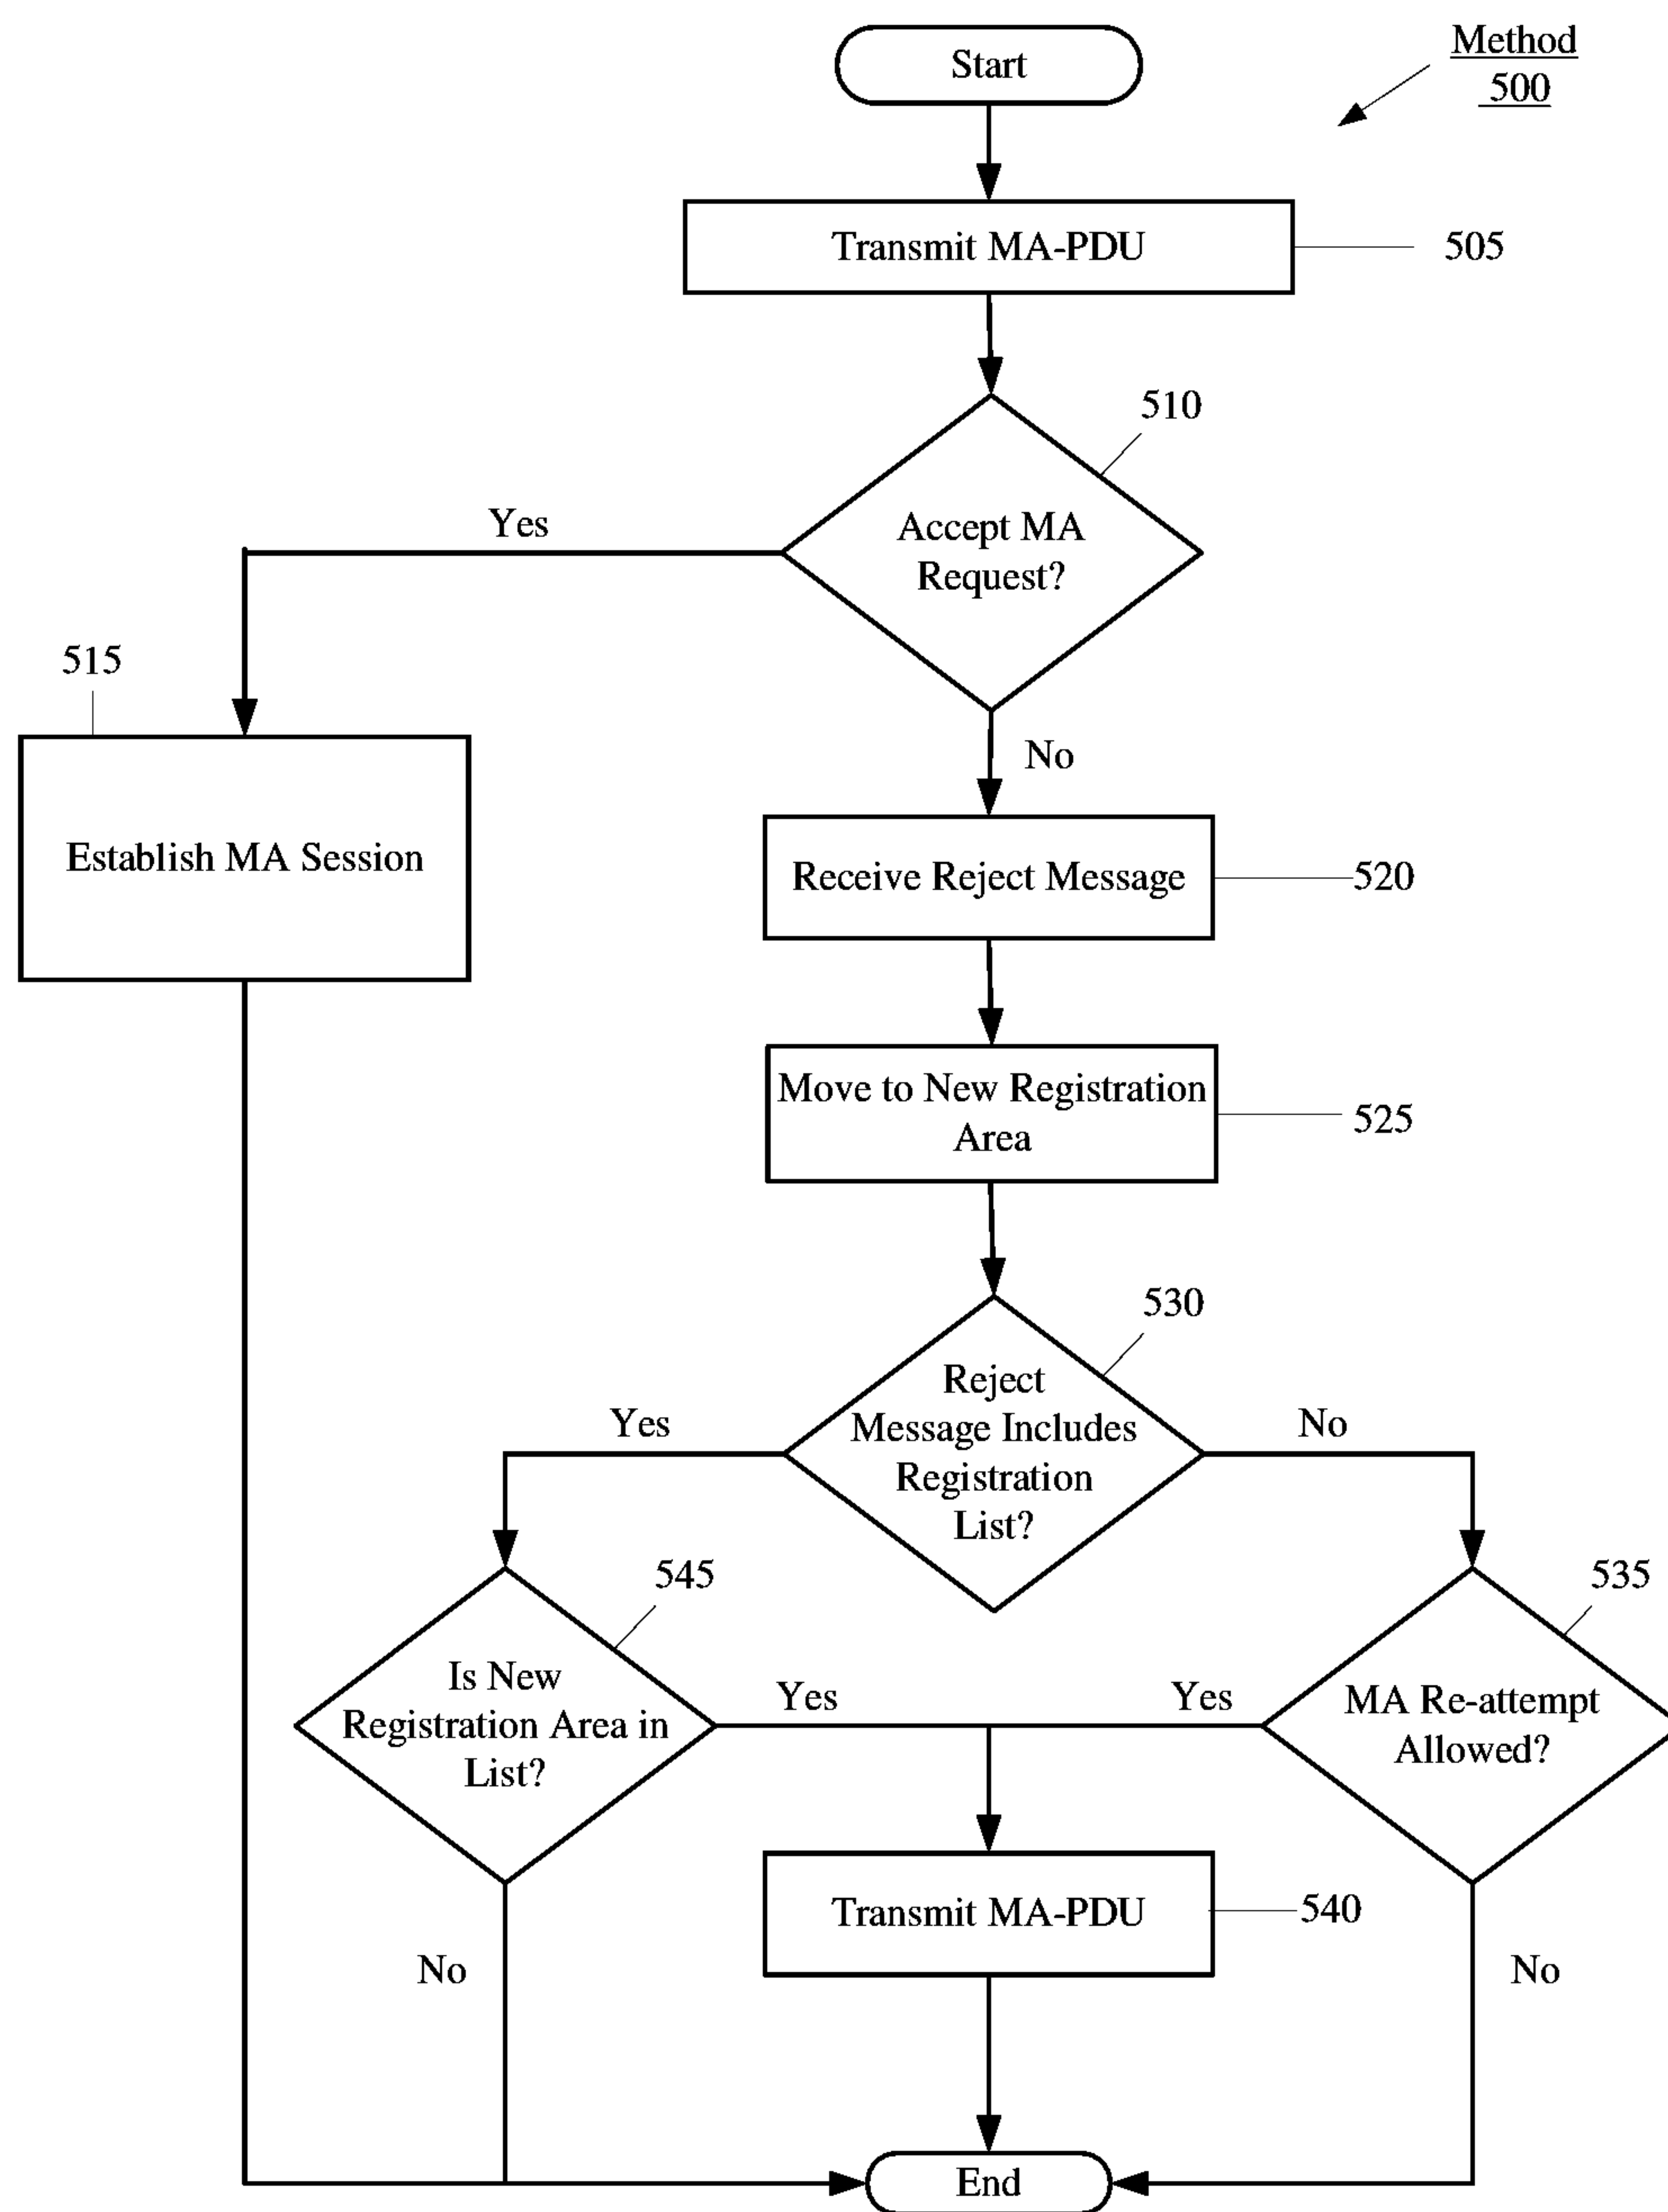 Start
Method
500
Transmit MA-PDU
505
510
Accept MA
Request?
Yes
No
515
Establish MA Session
Receive Reject Message
520
Move to New Registration
Area
525
530
Reject
Message Includes
Registration
List?
Yes
No
545
535
Is New
Registration Area in
List?
Yes
Yes
MA Re-attempt
Allowed?
Transmit MA-PDU
540
No
No
End